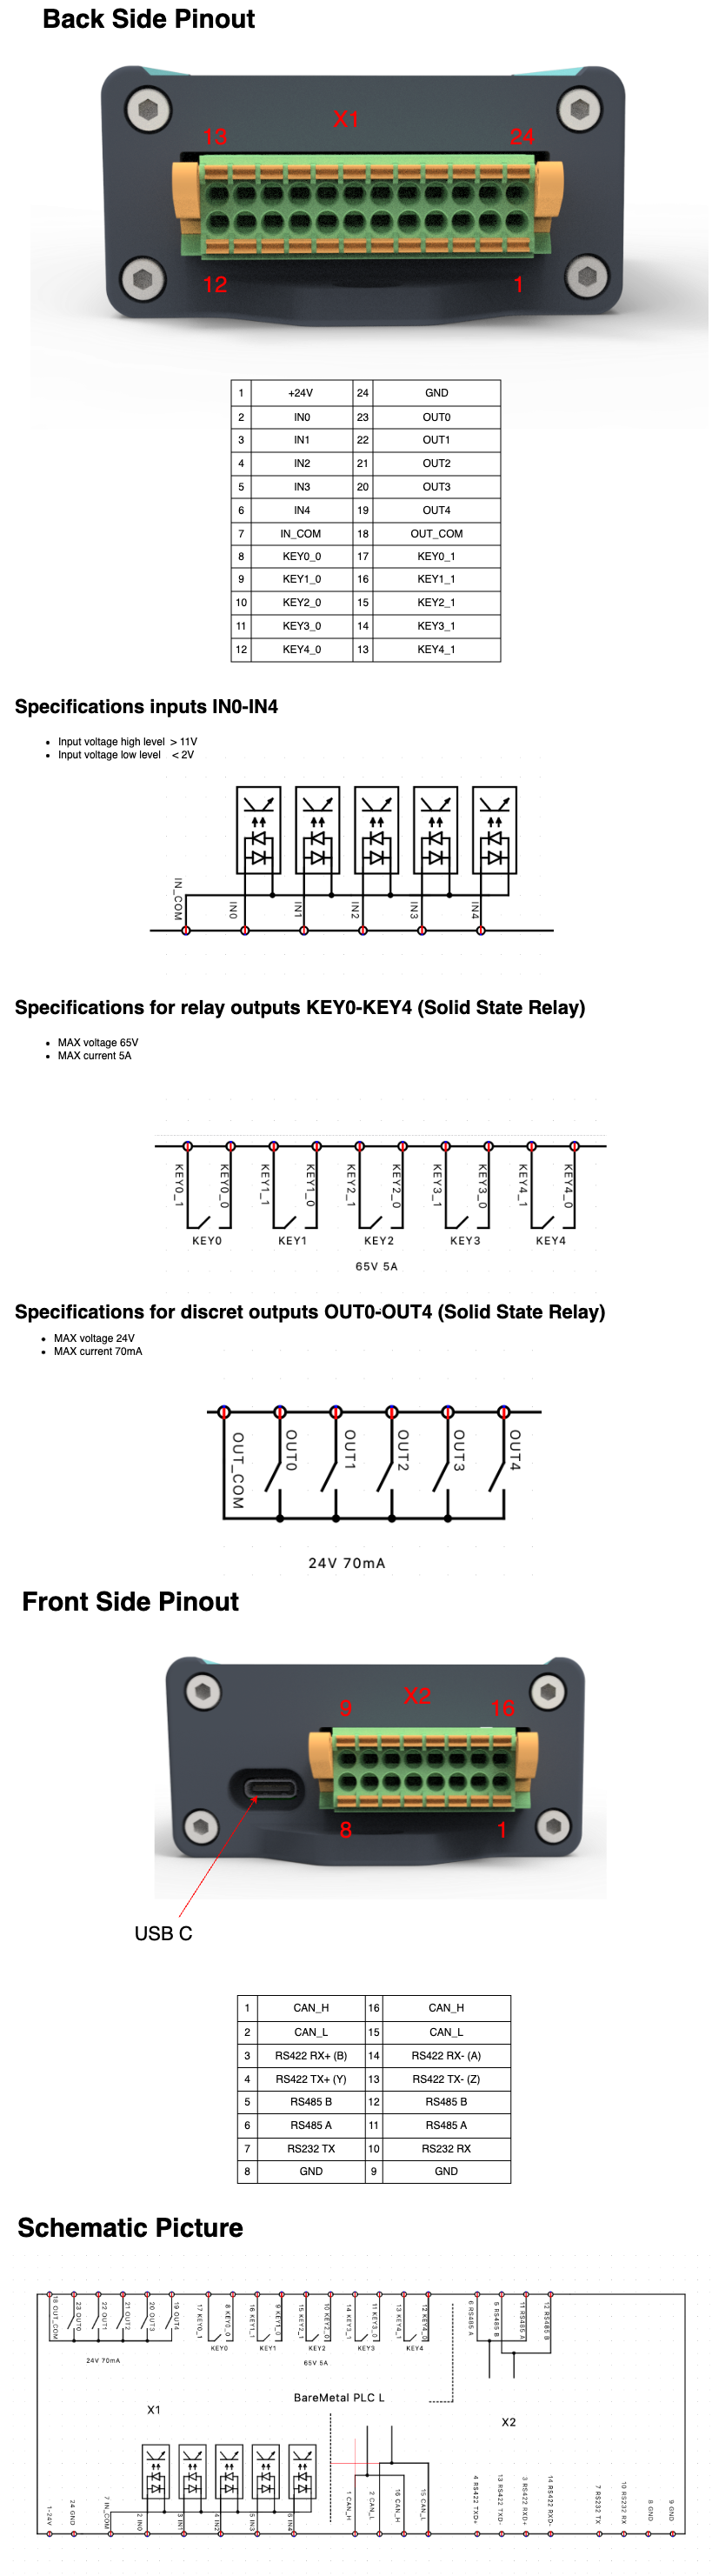 Back Side Pinout
X1
13
24
12
1
1 +24V 24 GND
2 IN0 23 OUT0
3 IN1 22 OUT1
4 IN2 21 OUT2
5 IN3 20 OUT3
6 IN4 19 OUT4
7 IN_COM 18 OUT_COM
8 KEY0_0 17 KEY0_1
9 KEY1_0 16 KEY1_1
10 KEY2_0 15 KEY2_1
11 KEY3_0 14 KEY3_1
12 KEY4_0 13 KEY4_1
Specifications inputs IN0-IN4
• Input voltage high level > 11V
• Input voltage low level < 2V
IN_COM
IN0
IN1
IN2
IN3
IN4
Specifications for relay outputs KEY0-KEY4 (Solid State Relay)
• MAX voltage 65V
• MAX current 5A
KEY0_1
KEY0_0
KEY1_1
KEY1_0
KEY2_1
KEY2_0
KEY3_1
KEY3_0
KEY4_1
KEY4_0
KEY0
KEY1
KEY2
KEY3
KEY4
65V 5A
Specifications for discret outputs OUT0-OUT4 (Solid State Relay)
• MAX voltage 24V
• MAX current 70mA
OUT_COM
OUT0
OUT1
OUT2
OUT3
OUT4
24V 70mA
Front Side Pinout
X2
9
16
8
1
USB C
1 CAN_H 16 CAN_H
2 CAN_L 15 CAN_L
3 RS422 RX+ (B) 14 RS422 RX- (A)
4 RS422 TX+ (Y) 13 RS422 TX- (Z)
5 RS485 B 12 RS485 B
6 RS485 A 11 RS485 A
7 RS232 TX 10 RS232 RX
8 GND 9 GND
Schematic Picture
18 OUT_COM
23 OUT0
22 OUT1
21 OUT2
20 OUT3
19 OUT4
17 KEY0_1
8 KEY0_0
16 KEY1_1
9 KEY1_0
15 KEY2_1
10 KEY2_0
14 KEY3_1
11 KEY3_0
13 KEY4_1
12 KEY4_0
6 RS485 A
5 RS485 B
11 RS485 A
12 RS485 B
KEY0
KEY1
KEY2
KEY3
KEY4
24V 70mA
65V 5A
BareMetal PLC L
X1
X2
24 GND
7 IN_COM
2 IN0
3 IN1
4 IN2
5 IN3
6 IN4
1 CAN_H
2 CAN_L
16 CAN_H
15 CAN_L
4 RS422 TXD+
13 RS422 TXD-
3 RS422 RXD+
14 RS422 RXD-
7 RS232 TX
10 RS232 RX
8 GND
9 GND